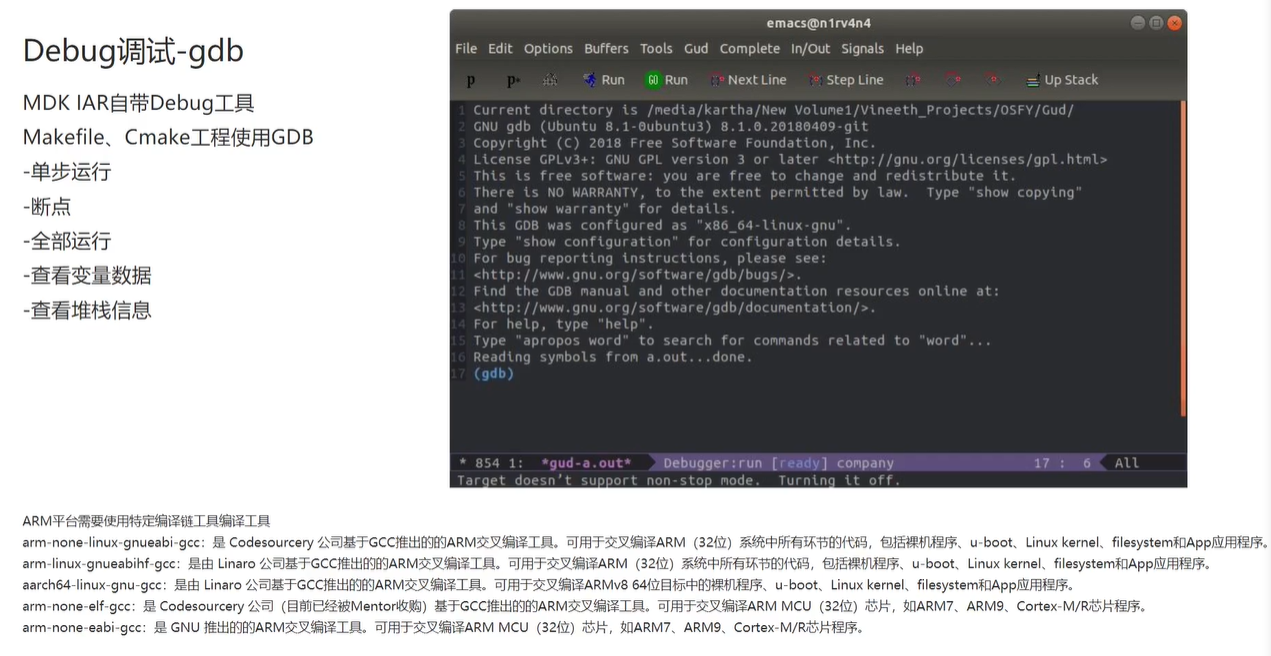 Debug调试-gdb
MDK IAR自带Debug工具
Makefile、Cmake工程使用GDB
-单步运行
-断点
-全部运行
-查看变量数据
-查看堆栈信息
emacs@n1rv4n4
File Edit Options Buffers Tools Gud Complete In/Out Signals Help
p p* Run GO Run Next Line Step Line Up Stack
1 Current directory is /media/kartha/New Volume1/Vineeth_Projects/OSFY/Gud/
2 GNU gdb (Ubuntu 8.1-0ubuntu3) 8.1.0.20180409-git
3 Copyright (C) 2018 Free Software Foundation, Inc.
4 License GPLv3+: GNU GPL version 3 or later <http://gnu.org/licenses/gpl.html>
5 This is free software: you are free to change and redistribute it.
6 There is NO WARRANTY, to the extent permitted by law.  Type "show copying"
7 and "show warranty" for details.
8 This GDB was configured as "x86_64-linux-gnu".
9 Type "show configuration" for configuration details.
10 For bug reporting instructions, please see:
11 <http://www.gnu.org/software/gdb/bugs/>.
12 Find the GDB manual and other documentation resources online at:
13 <http://www.gnu.org/software/gdb/documentation/>.
14 For help, type "help".
15 Type "apropos word" to search for commands related to "word"...
16 Reading symbols from a.out...done.
17 (gdb)
* 854 1: *gud-a.out* Debugger:run [ready] company 17 : 6 All
Target doesn't support non-stop mode.  Turning it off.
ARM平台需要使用特定编译链工具编译工具
arm-none-linux-gnueabi-gcc：是 Codesourcery 公司基于GCC推出的的ARM交叉编译工具。可用于交叉编译ARM（32位）系统中所有环节的代码，包括裸机程序、u-boot、Linux kernel、filesystem和App应用程序。
arm-linux-gnueabihf-gcc：是由 Linaro 公司基于GCC推出的的ARM交叉编译工具。可用于交叉编译ARM（32位）系统中所有环节的代码，包括裸机程序、u-boot、Linux kernel、filesystem和App应用程序。
aarch64-linux-gnu-gcc：是由 Linaro 公司基于GCC推出的的ARM交叉编译工具。可用于交叉编译ARMv8 64位目标中的裸机程序、u-boot、Linux kernel、filesystem和App应用程序。
arm-none-elf-gcc：是 Codesourcery 公司（目前已经被Mentor收购）基于GCC推出的的ARM交叉编译工具。可用于交叉编译ARM MCU（32位）芯片，如ARM7、ARM9、Cortex-M/R芯片程序。
arm-none-eabi-gcc：是 GNU 推出的的ARM交叉编译工具。可用于交叉编译ARM MCU（32位）芯片，如ARM7、ARM9、Cortex-M/R芯片程序。